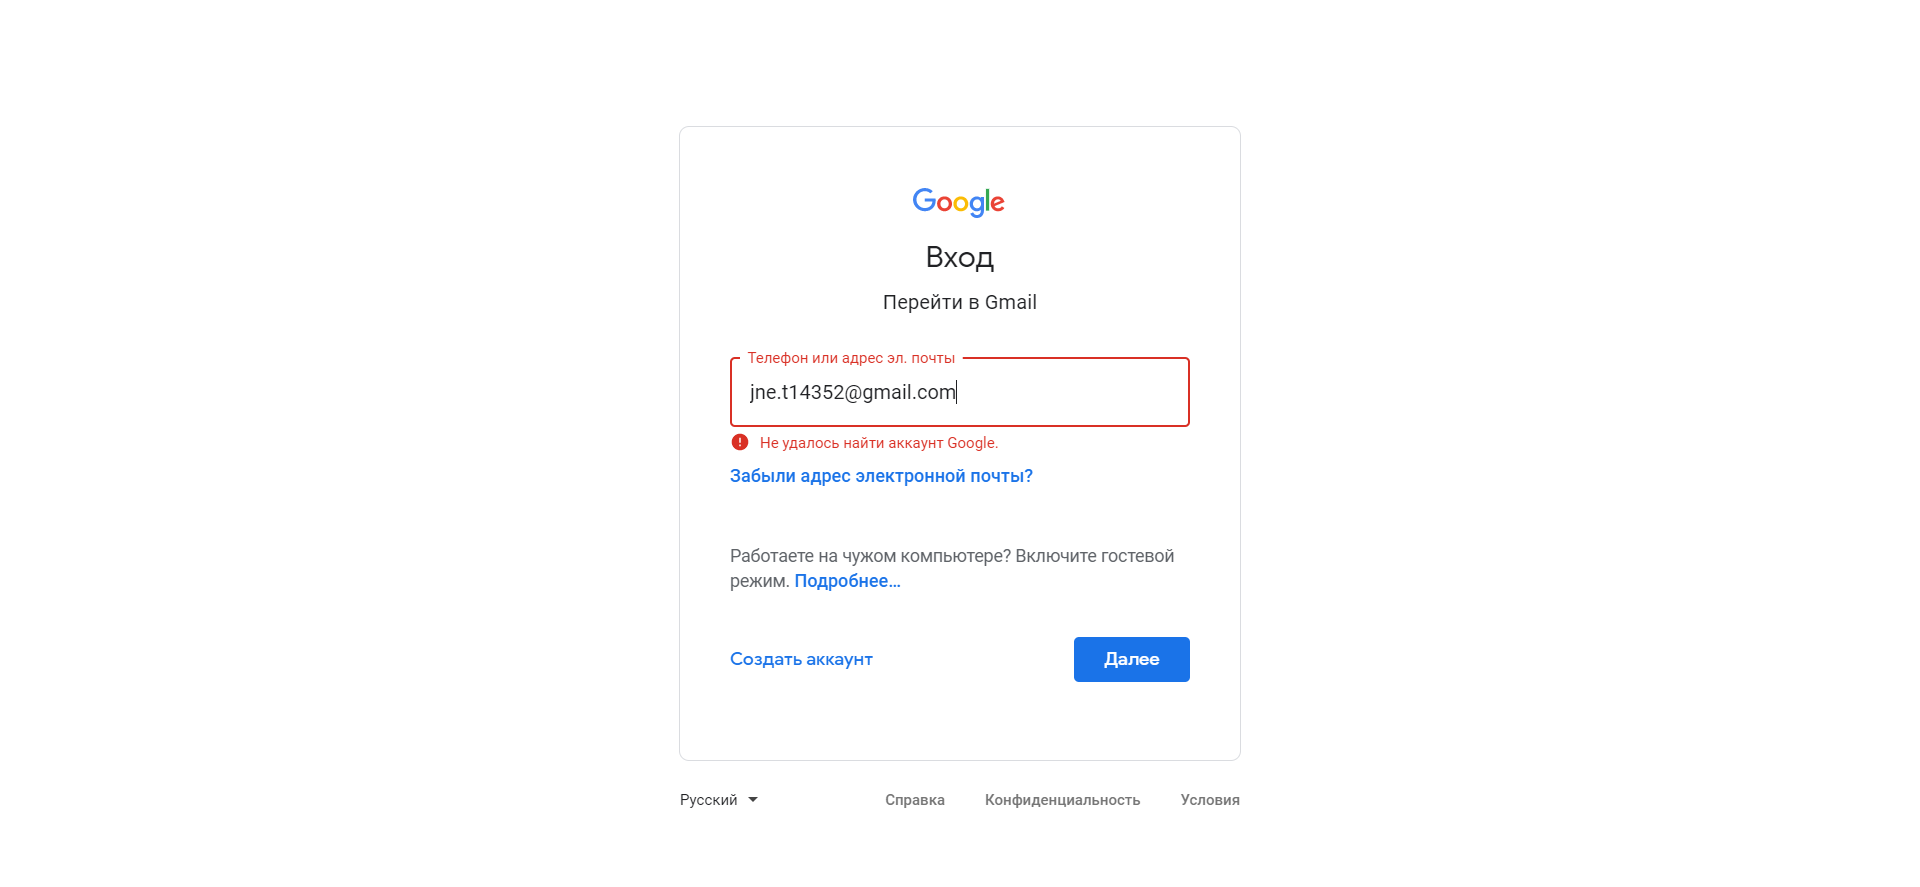 Google
Вход
Перейти в Gmail
Телефон или адрес эл. почты
jne.t14352@gmail.com
Не удалось найти аккаунт Google.
Забыли адрес электронной почты?
Работаете на чужом компьютере? Включите гостевой
режим. Подробнее…
Создать аккаунт
Далее
Русский
Справка
Конфиденциальность
Условия